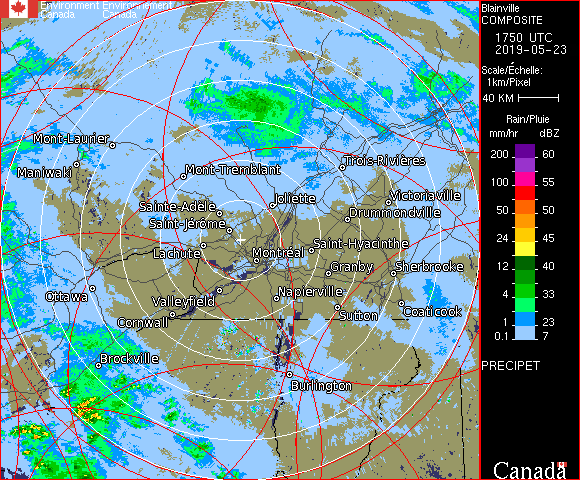 Environment Environnement
Canada Canada
Blainville
COMPOSITE
1750 UTC
2019-05-23
Scale/Échelle:
1km/Pixel
40 KM
Rain/Pluie
mm/hr dBZ
200 60
100 55
50 50
24 45
12 40
4 33
1 23
0.1 7
PRECIPET
Canada
Mont-Laurier
Maniwaki
Mont-Tremblant
Trois-Rivières
Sainte-Adèle
Joliette
Victoriaville
Saint-Jérôme
Drummondville
Lachute
Montréal
Saint-Hyacinthe
Granby
Sherbrooke
Ottawa
Valleyfield
Napierville
Cornwall
Sutton
Coaticook
Brockville
Burlington